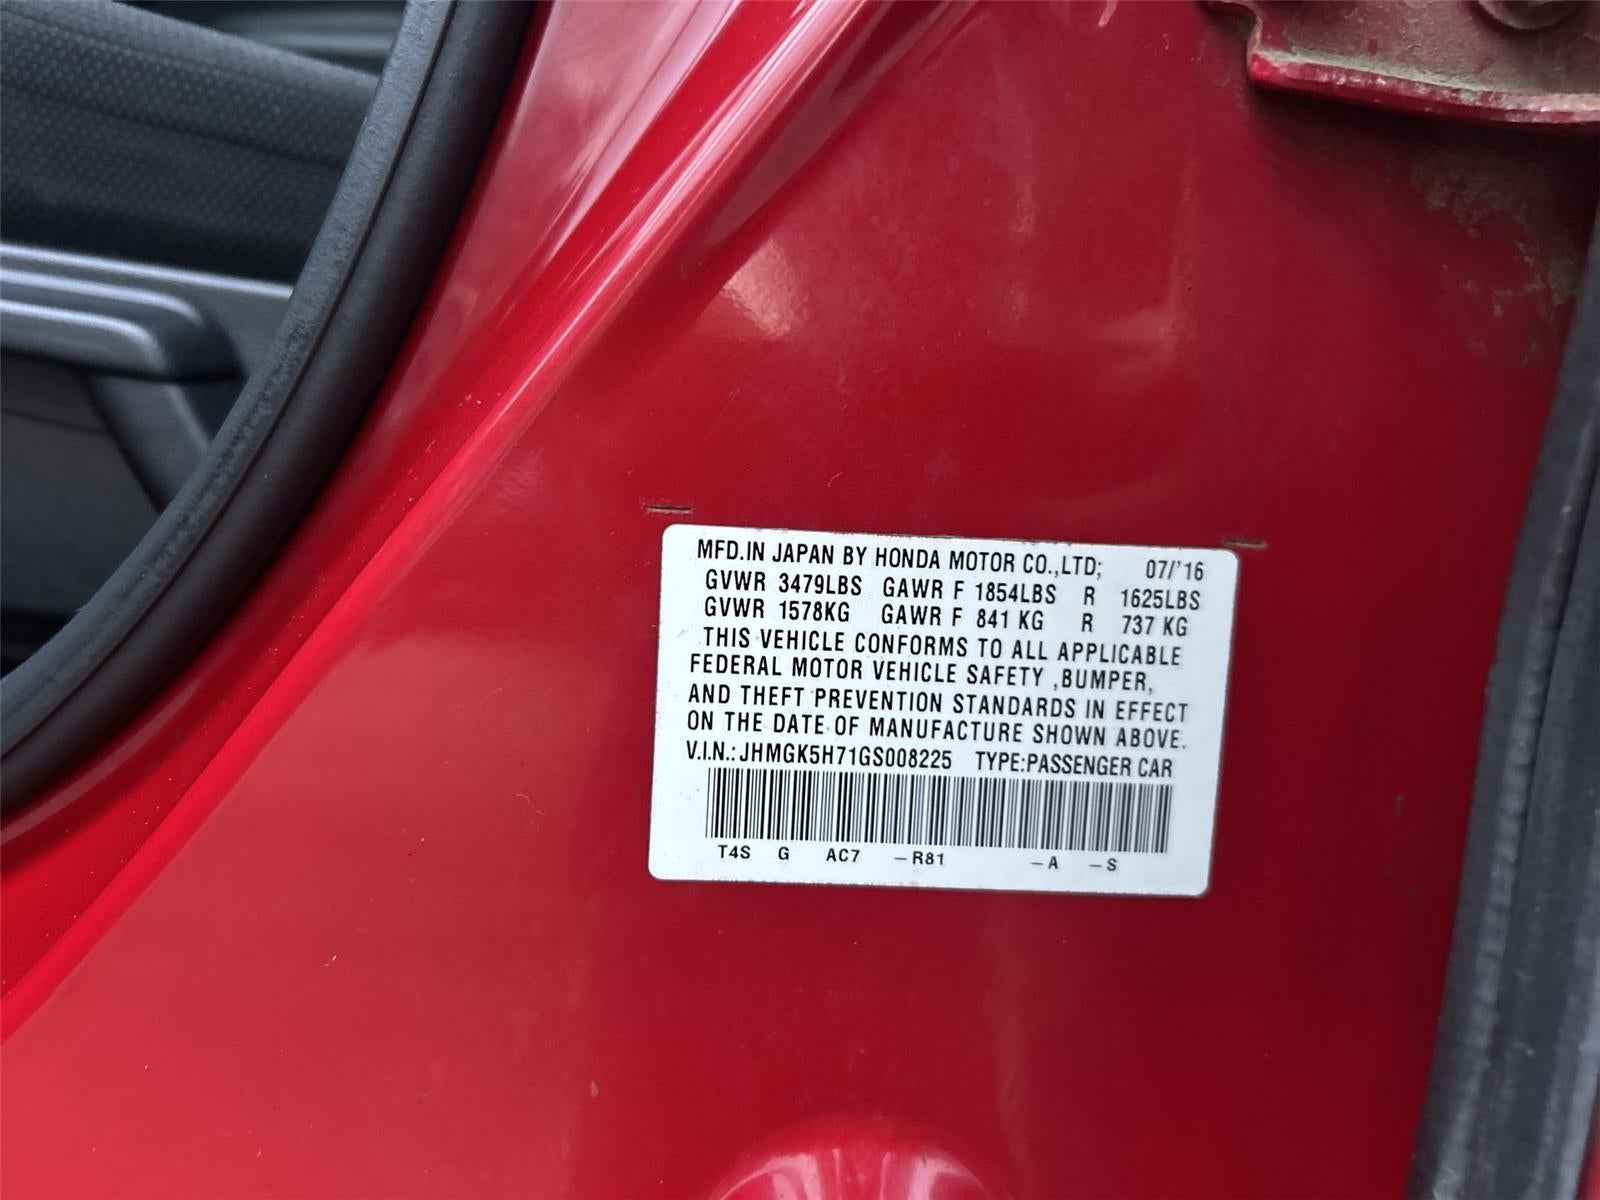 MFD.IN JAPAN BY HONDA MOTOR CO.,LTD; 07/'16
GVWR 3479LBS GAWR F 1854LBS R 1625LBS
GVWR 1578KG GAWR F 841 KG R 737 KG
THIS VEHICLE CONFORMS TO ALL APPLICABLE
FEDERAL MOTOR VEHICLE SAFETY ,BUMPER,
AND THEFT PREVENTION STANDARDS IN EFFECT
ON THE DATE OF MANUFACTURE SHOWN ABOVE.
V.I.N.: JHMGK5H71GS008225 TYPE:PASSENGER CAR
T4S G AC7 –R81 –A –S